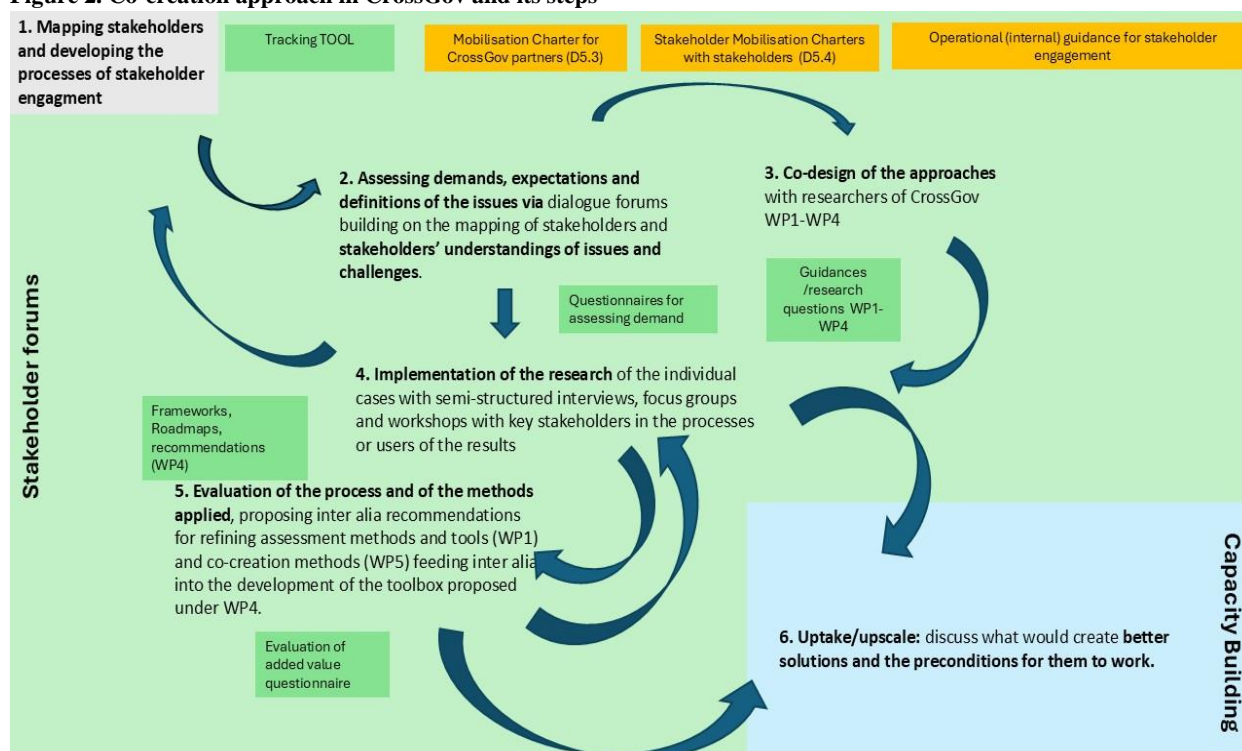 Figure 2. Co-creation approach in CrossGov and its steps
1. Mapping stakeholders
and developing the
processes of stakeholder
engagment
Tracking TOOL
Mobilisation Charter for
CrossGov partners (D5.3)
Stakeholder Mobilisation Charters
with stakeholders (D5.4)
Operational (internal) guidance for stakeholder
engagement
2. Assessing demands, expectations and
definitions of the issues via dialogue forums
building on the mapping of stakeholders and
stakeholders’ understandings of issues and
challenges.
3. Co-design of the approaches
with researchers of CrossGov
WP1-WP4
Guidances
/research
questions WP1-
WP4
Questionnaires for
assessing demand
Stakeholder forums
4. Implementation of the research of the individual
cases with semi-structured interviews, focus groups
and workshops with key stakeholders in the processes
or users of the results
Frameworks,
Roadmaps,
recommendations
(WP4)
5. Evaluation of the process and of the methods
applied, proposing inter alia recommendations
for refining assessment methods and tools (WP1)
and co-creation methods (WP5) feeding inter alia
into the development of the toolbox proposed
under WP4.
Evaluation of
added value
questionnaire
6. Uptake/upscale: discuss what would create better
solutions and the preconditions for them to work.
Capacity Building